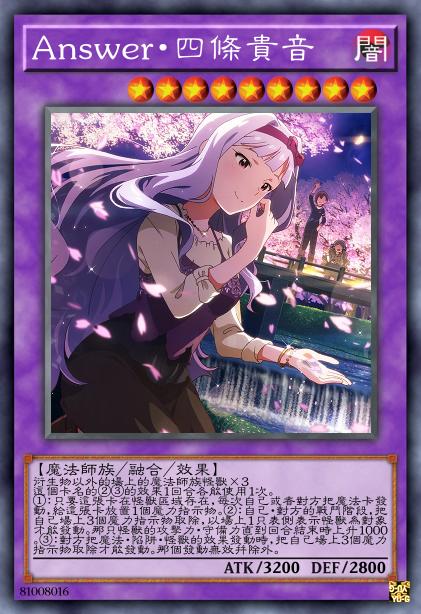 Answer・四條貴音
闇
【魔法師族/融合/效果】
衍生物以外的場上的魔法師族怪獸×3
這個卡名的②③的效果1回合各能使用1次。
①:只要這張卡在怪獸區域存在,每次自己或者對方把魔法卡發
動,給這張卡放置1個魔力指示物。②:自己·對方的戰鬥階段,把
自己場上3個魔力指示物取除,以場上1只表側表示怪獸為對象
才能發動。那只怪獸的攻擊力·守備力直到回合結束時上升1000
。③:對方把魔法·陷阱·怪獸的效果發動時,把自己場上3個魔力
指示物取除才能發動。那個發動無效并除外。
ATK/3200 DEF/2800
81008016